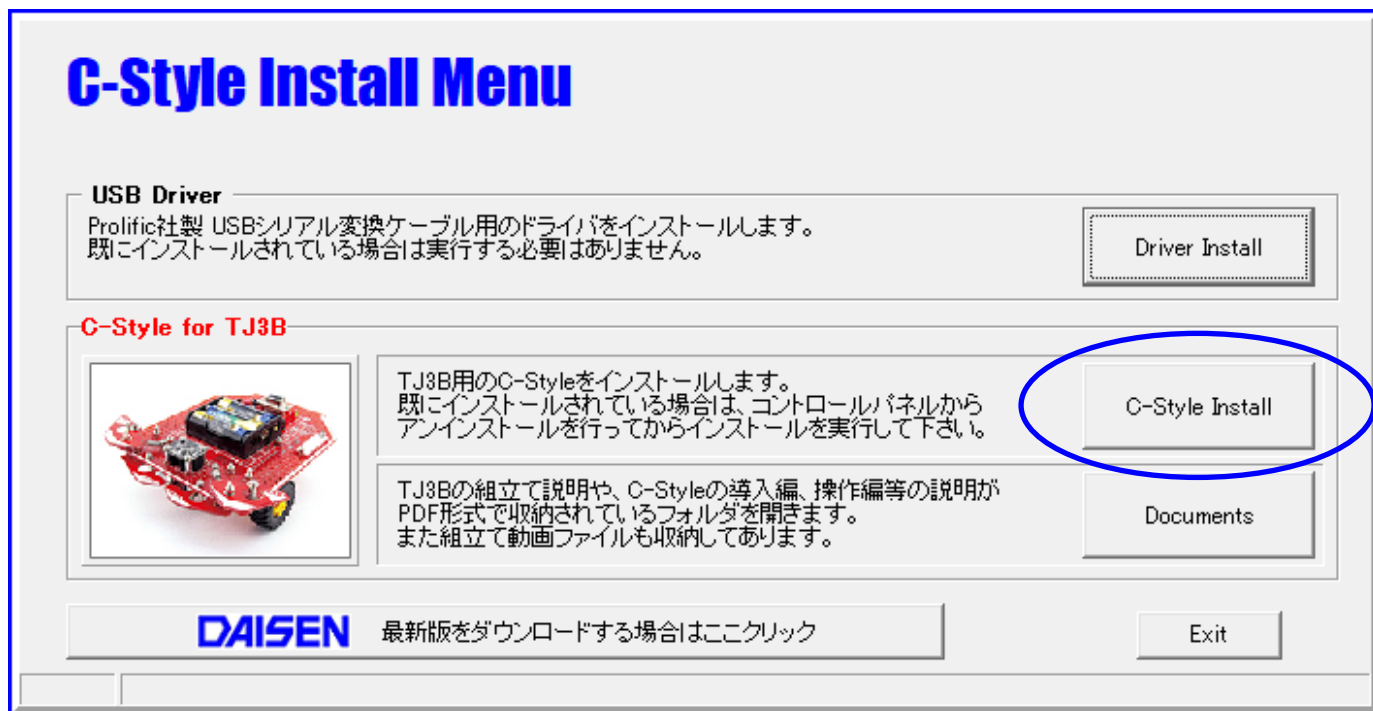 C-Style Install Menu
USB Driver
Prolific社製 USBシリアル変換ケーブル用のドライバをインストールします。
既にインストールされている場合は実行する必要はありません。
Driver Install
C-Style for TJ3B
TJ3B用のC-Styleをインストールします。
既にインストールされている場合は、コントロールパネルから
アンインストールを行ってからインストールを実行して下さい。
C-Style Install
TJ3Bの組立て説明や、C-Styleの導入編、操作編等の説明が
PDF形式で収納されているフォルダを開きます。
また組立て動画ファイルも収納してあります。
Documents
DAISEN 最新版をダウンロードする場合はここクリック
Exit